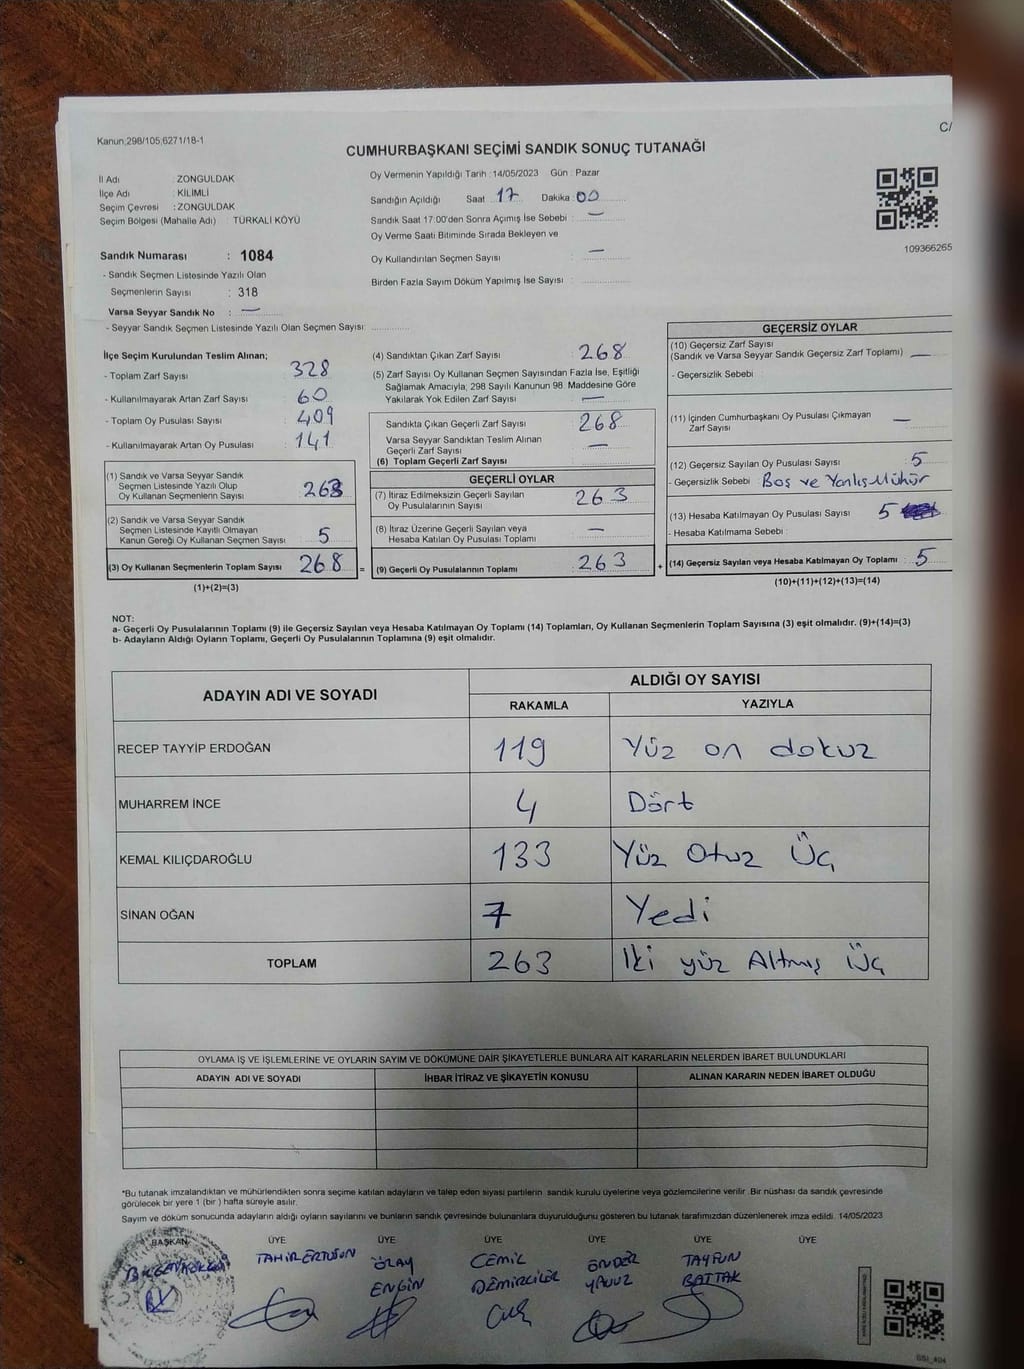 Kanun;298/105,6271/18-1
C/
CUMHURBAŞKANI SEÇİMİ SANDIK SONUÇ TUTANAĞI
İl Adı : ZONGULDAK
İlçe Adı : KİLİMLİ
Seçim Çevresi : ZONGULDAK
Seçim Bölgesi (Mahalle Adı) : TÜRKALİ KÖYÜ
Oy Vermenin Yapıldığı Tarih : 14/05/2023 Gün : Pazar
Sandığın Açıldığı Saat : 17 Dakika : 00
Sandık Saat 17:00'den Sonra Açımış İse Sebebi : —
Oy Verme Saati Bitiminde Sırada Bekleyen ve
Oy Kullandırılan Seçmen Sayısı : —
Birden Fazla Sayım Döküm Yapılmış İse Sayısı :
109366265
Sandık Numarası : 1084
- Sandık Seçmen Listesinde Yazılı Olan
Seçmenlerin Sayısı : 318
Varsa Seyyar Sandık No : —
- Seyyar Sandık Seçmen Listesinde Yazılı Olan Seçmen Sayısı:
İlçe Seçim Kurulundan Teslim Alınan;
- Toplam Zarf Sayısı : 328
- Kullanılmayarak Artan Zarf Sayısı : 60
- Toplam Oy Pusulası : 409
- Kullanılmayarak Artan Oy Pusulası : 141
(1) Sandık ve Varsa Seyyar Sandık
Seçmen Listesinde Yazılı Olup
Oy Kullanan Seçmenlerin Sayısı : 263
(2) Sandık ve Varsa Seyyar Sandık
Seçmen Listesinde Kayıtlı Olmayan
Kanun Gereği Oy Kullanan Seçmen Sayısı : 5
(3) Oy Kullanan Seçmenlerin Toplam Sayısı : 268 =
(1)+(2)=(3)
(4) Sandıktan Çıkan Zarf Sayısı : 268
(5) Zarf Sayısı Oy Kullanan Seçmen Sayısından Fazla İse, Eşitliği
Sağlamak Amacıyla; 298 Sayılı Kanunun 98. Maddesine Göre
Yakılarak Yok Edilen Zarf Sayısı : —
Sandıkta Çıkan Geçerli Zarf Sayısı : 268
Varsa Seyyar Sandıktan Teslim Alınan
Geçerli Zarf Sayısı : —
(6) Toplam Geçerli Zarf Sayısı :
GEÇERLİ OYLAR
(7) İtiraz Edilmeksizin Geçerli Sayılan
Oy Pusulalarının Sayısı : 263
(8) İtiraz Üzerine Geçerli Sayılan veya
Hesaba Katılan Oy Pusulası Toplamı : —
(9) Geçerli Oy Pusulalarının Toplamı : 263 +
GEÇERSİZ OYLAR
(10) Geçersiz Zarf Sayısı
(Sandık ve Varsa Seyyar Sandık Geçersiz Zarf Toplamı) : —
- Geçersizlik Sebebi :
(11) İçinden Cumhurbaşkanı Oy Pusulası Çıkmayan
Zarf Sayısı : —
(12) Geçersiz Sayılan Oy Pusulası Sayısı : 5
- Geçersizlik Sebebi : Boş ve Yanlış Mühür
(13) Hesaba Katılmayan Oy Pusulası Sayısı : 5
- Hesaba Katılmama Sebebi :
(14) Geçersiz Sayılan veya Hesaba Katılmayan Oy Toplamı : 5
(10)+(11)+(12)+(13)=(14)
NOT:
a- Geçerli Oy Pusulalarının Toplamı (9) ile Geçersiz Sayılan veya Hesaba Katılmayan Oy Toplamı (14) Toplamları, Oy Kullanan Seçmenlerin Toplam Sayısına (3) eşit olmalıdır. (9)+(14)=(3)
b- Adayların Aldığı Oyların Toplamı, Geçerli Oy Pusulalarının Toplamına (9) eşit olmalıdır.
ADAYIN ADI VE SOYADI
ALDIĞI OY SAYISI
RAKAMLA YAZIYLA
RECEP TAYYİP ERDOĞAN 119 Yüz on dokuz
MUHARREM İNCE 4 Dört
KEMAL KILIÇDAROĞLU 133 Yüz Otuz Üç
SİNAN OĞAN 7 Yedi
TOPLAM 263 İki yüz Altmış Üç
OYLAMA İŞ VE İŞLEMLERİNE VE OYLARIN SAYIM VE DÖKÜMÜNE DAİR ŞİKAYETLERLE BUNLARA AİT KARARLARIN NELERDEN İBARET BULUNDUKLARI
ADAYIN ADI VE SOYADI İHBAR İTİRAZ VE ŞİKAYETİN KONUSU ALINAN KARARIN NEDEN İBARET OLDUĞU
*Bu tutanak imzalandıktan ve mühürlendikten sonra seçime katılan adayların ve talep eden siyasi partilerin sandık kurulu üyelerine veya gözlemcilerine verilir .Bir nüshası da sandık çevresinde
görülecek bir yere 1 (bir ) hafta süreyle asılır.
Sayım ve döküm sonucunda adayların aldığı oyların sayılarını ve bunların sandık çevresinde bulunanlara duyurulduğunu gösteren bu tutanak tarafımızdan düzenlenerek imza edildi. 14/05/2023
BAŞKAN ÜYE ÜYE ÜYE ÜYE ÜYE ÜYE
TAHİR ERTOSUN ÖLAY CEMİL ÖNDER TAYFUN
ENGİN DEMİRCİLER YAVUZ BATTAK